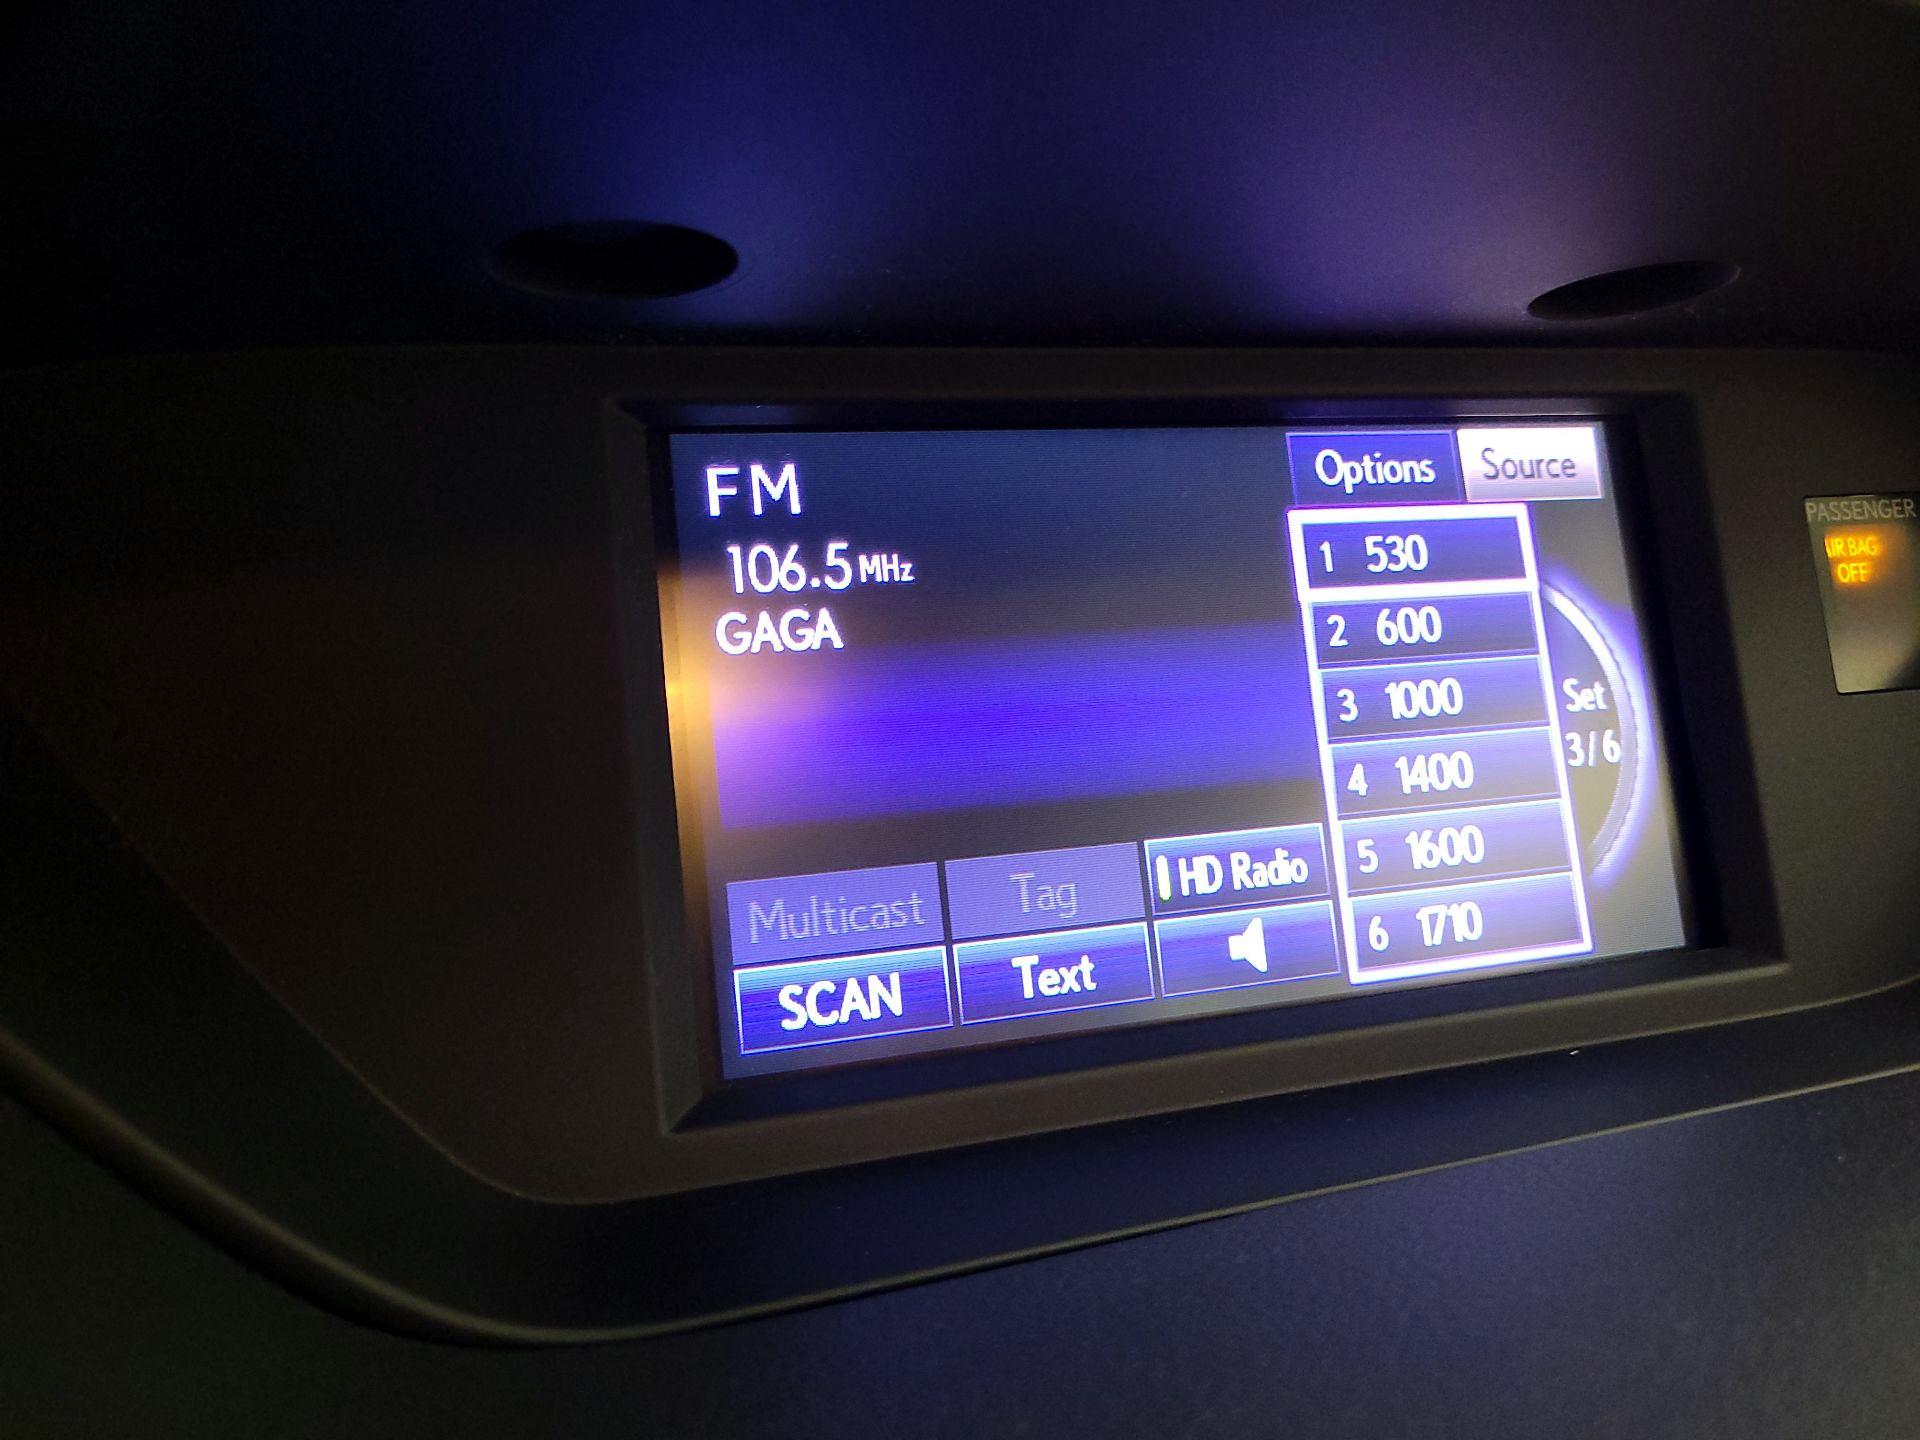 FM
106.5 MHz
GAGA
Options
Source
1 530
2 600
3 1000
4 1400
5 1600
6 1710
Set
3/6
Multicast
Tag
HD Radio
SCAN
Text
PASSENGER
AIR BAG
OFF